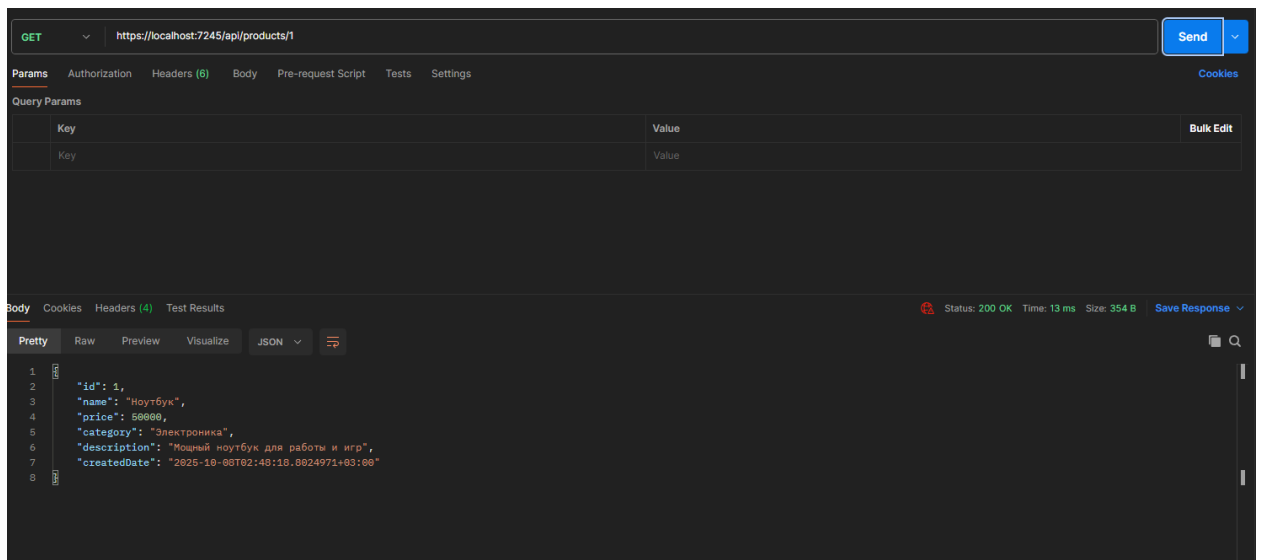 GET https://localhost:7245/api/products/1 Send
Params Authorization Headers (6) Body Pre-request Script Tests Settings Cookies
Query Params
Key Value Bulk Edit
Key Value
Body Cookies Headers (4) Test Results Status: 200 OK Time: 13 ms Size: 354 B Save Response
Pretty Raw Preview Visualize JSON
1 {
2 "id": 1,
3 "name": "Ноутбук",
4 "price": 50000,
5 "category": "Электроника",
6 "description": "Мощный ноутбук для работы и игр",
7 "createdDate": "2025-10-08T02:48:18.8024971+03:00"
8 }